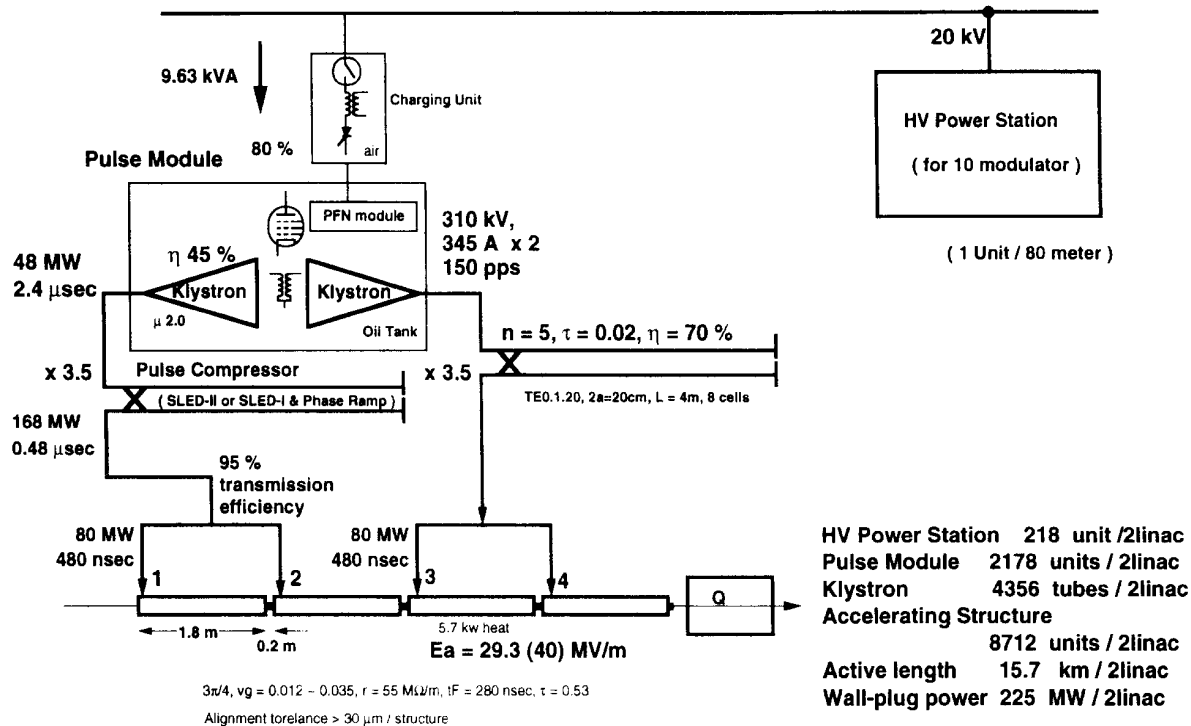 20 kV
9.63 kVA
Charging Unit
air
80 %
HV Power Station
( for 10 modulator )
( 1 Unit / 80 meter )
Pulse Module
PFN module
310 kV,
345 A x 2
150 pps
48 MW
2.4 μsec
η 45 %
Klystron
Klystron
μ 2.0
Oil Tank
n = 5, τ = 0.02, η = 70 %
x 3.5
Pulse Compressor
x 3.5
( SLED-II or SLED-I & Phase Ramp )
TE0.1.20, 2a=20cm, L = 4m, 8 cells
168 MW
0.48 μsec
95 %
transmission
efficiency
80 MW
480 nsec
80 MW
480 nsec
1
2
3
4
Q
1.8 m
0.2 m
5.7 kw heat
Ea = 29.3 (40) MV/m
3π/4, vg = 0.012 ~ 0.035, r = 55 MΩ/m, tF = 280 nsec, τ = 0.53
Alignment torelance > 30 μm / structure
HV Power Station 218 unit /2linac
Pulse Module 2178 units / 2linac
Klystron 4356 tubes / 2linac
Accelerating Structure
8712 units / 2linac
Active length 15.7 km / 2linac
Wall-plug power 225 MW / 2linac